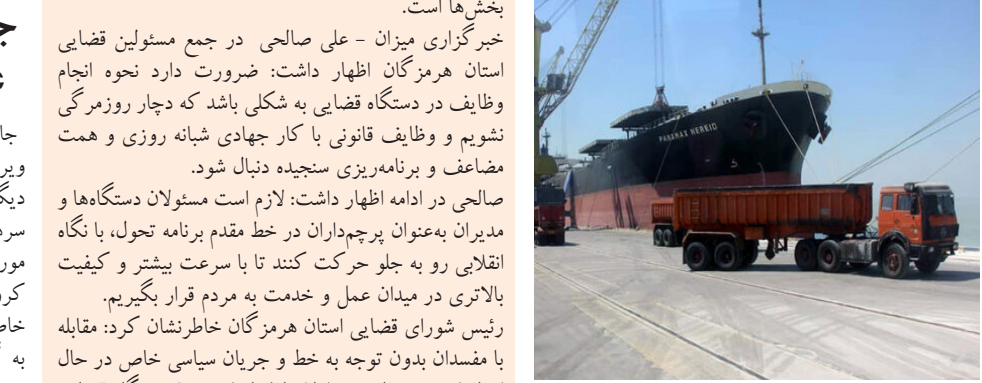 بخش‌ها است.
خبرگزاری میزان - علی صالحی در جمع مسئولین قضایی
استان هرمزگان اظهار داشت: ضرورت دارد نحوه انجام
وظایف در دستگاه قضایی به شکلی باشد که دچار روزمرگی
نشویم و وظایف قانونی با کار جهادی شبانه روزی و همت
مضاعف و برنامه‌ریزی سنجیده دنبال شود.
صالحی در ادامه اظهار داشت: لازم است مسئولان دستگاه‌ها و
مدیران به‌عنوان پرچم‌داران در خط مقدم برنامه تحول، با نگاه
انقلابی رو به جلو حرکت کنند تا با سرعت بیشتر و کیفیت
بالاتری در میدان عمل و خدمت به مردم قرار بگیریم.
رئیس شورای قضایی استان هرمزگان خاطرنشان کرد: مقابله
با مفسدان بدون توجه به خط و جریان سیاسی خاص در حال
PANAMAX NEREID